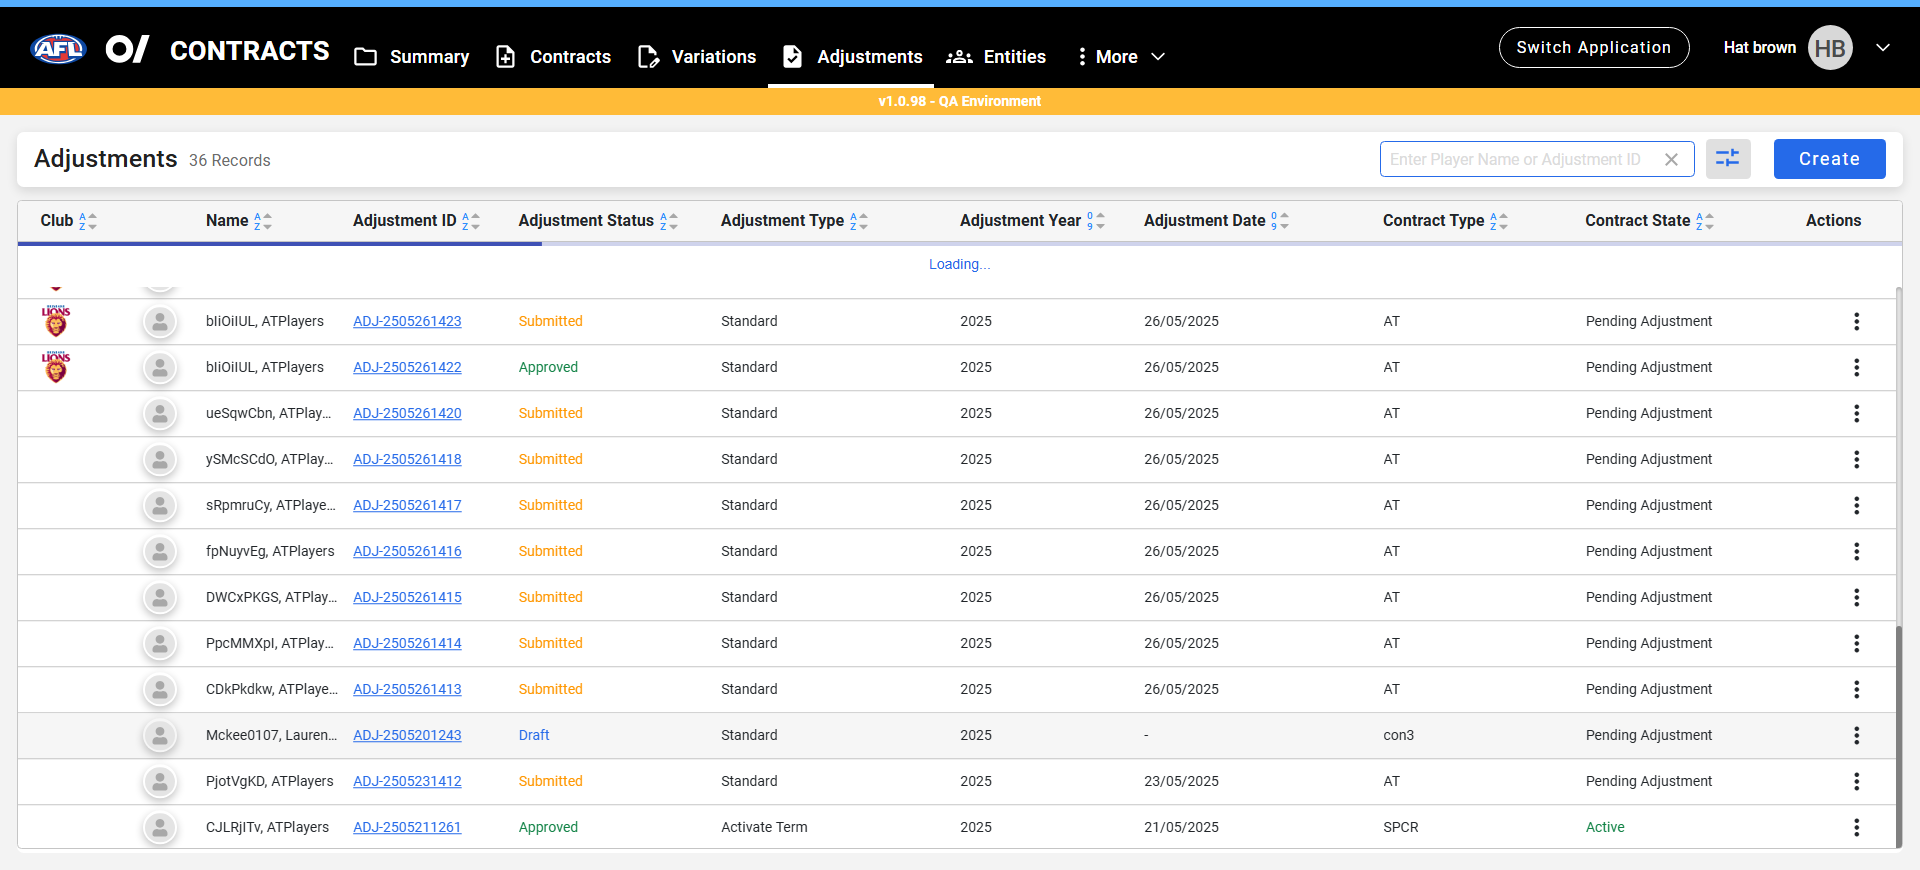 AFL CONTRACTS Summary Contracts Variations Adjustments Entities More Switch Application Hat brown HB
v1.0.98 - QA Environment
Adjustments 36 Records Enter Player Name or Adjustment ID Create
Club Name Adjustment ID Adjustment Status Adjustment Type Adjustment Year Adjustment Date Contract Type Contract State Actions
Loading...
LIONS bIiOiIUL, ATPlayers ADJ-2505261423 Submitted Standard 2025 26/05/2025 AT Pending Adjustment
LIONS bIiOiIUL, ATPlayers ADJ-2505261422 Approved Standard 2025 26/05/2025 AT Pending Adjustment
ueSqwCbn, ATPlay... ADJ-2505261420 Submitted Standard 2025 26/05/2025 AT Pending Adjustment
ySMcSCdO, ATPlay... ADJ-2505261418 Submitted Standard 2025 26/05/2025 AT Pending Adjustment
sRpmruCy, ATPlaye... ADJ-2505261417 Submitted Standard 2025 26/05/2025 AT Pending Adjustment
fpNuyvEg, ATPlayers ADJ-2505261416 Submitted Standard 2025 26/05/2025 AT Pending Adjustment
DWCxPKGS, ATPlay... ADJ-2505261415 Submitted Standard 2025 26/05/2025 AT Pending Adjustment
PpcMMXpI, ATPlay... ADJ-2505261414 Submitted Standard 2025 26/05/2025 AT Pending Adjustment
CDkPkdkw, ATPlaye... ADJ-2505261413 Submitted Standard 2025 26/05/2025 AT Pending Adjustment
Mckee0107, Lauren... ADJ-2505201243 Draft Standard 2025 - con3 Pending Adjustment
PjotVgKD, ATPlayers ADJ-2505231412 Submitted Standard 2025 23/05/2025 AT Pending Adjustment
CJLRjITv, ATPlayers ADJ-2505211261 Approved Activate Term 2025 21/05/2025 SPCR Active